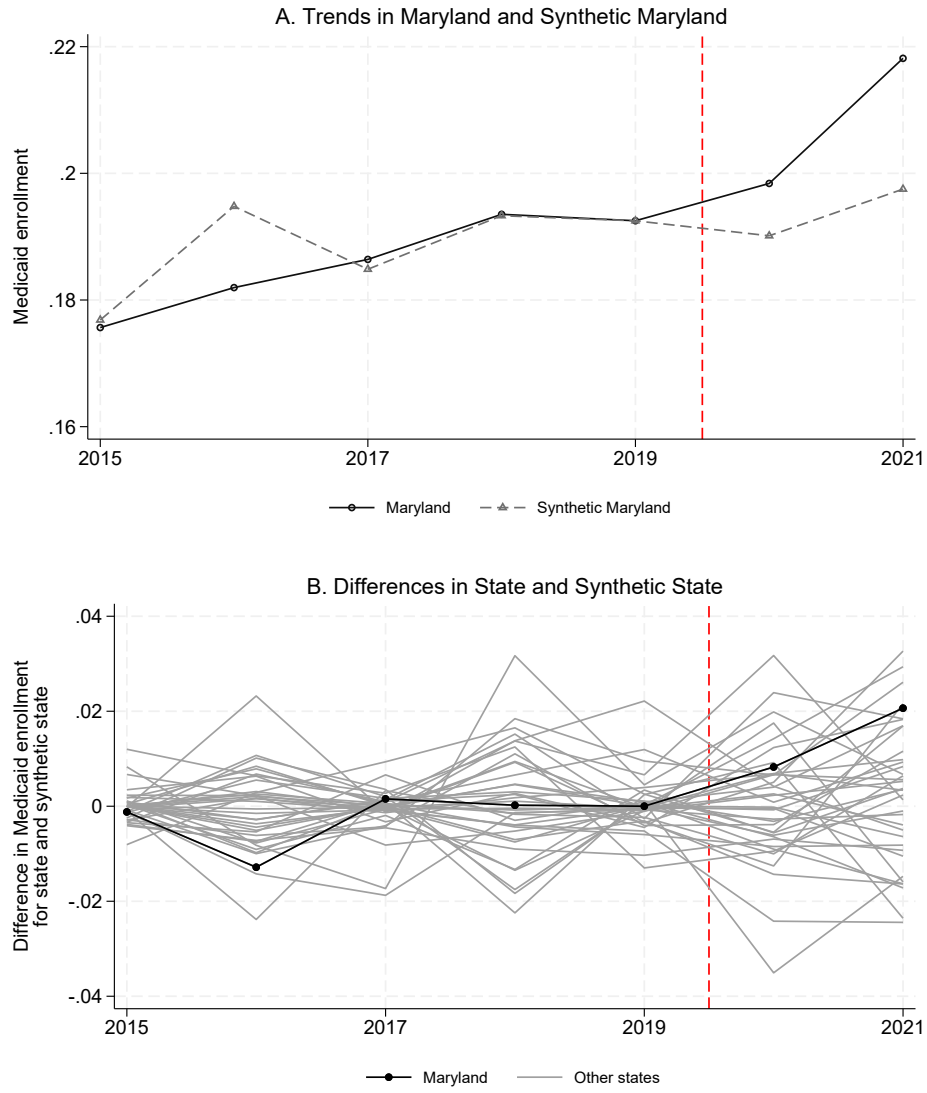 A. Trends in Maryland and Synthetic Maryland
Medicaid enrollment
.22
.2
.18
.16
2015
2017
2019
2021
Maryland
Synthetic Maryland
B. Differences in State and Synthetic State
Difference in Medicaid enrollment
for state and synthetic state
.04
.02
0
-.02
-.04
2015
2017
2019
2021
Maryland
Other states